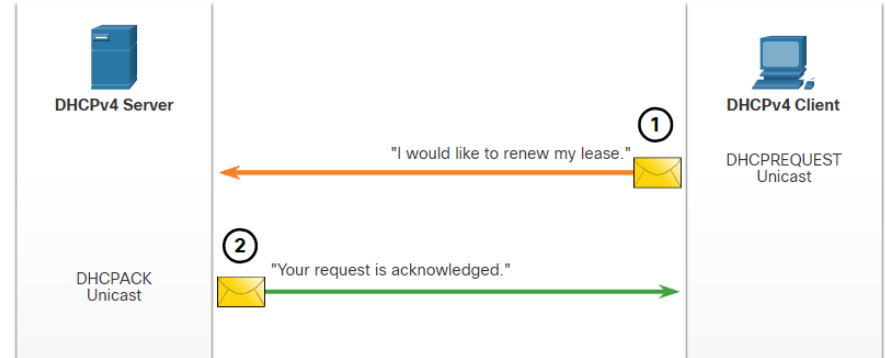 DHCPv4 Server
DHCPv4 Client
1
"I would like to renew my lease."
DHCPREQUEST
Unicast
2
"Your request is acknowledged."
DHCPACK
Unicast